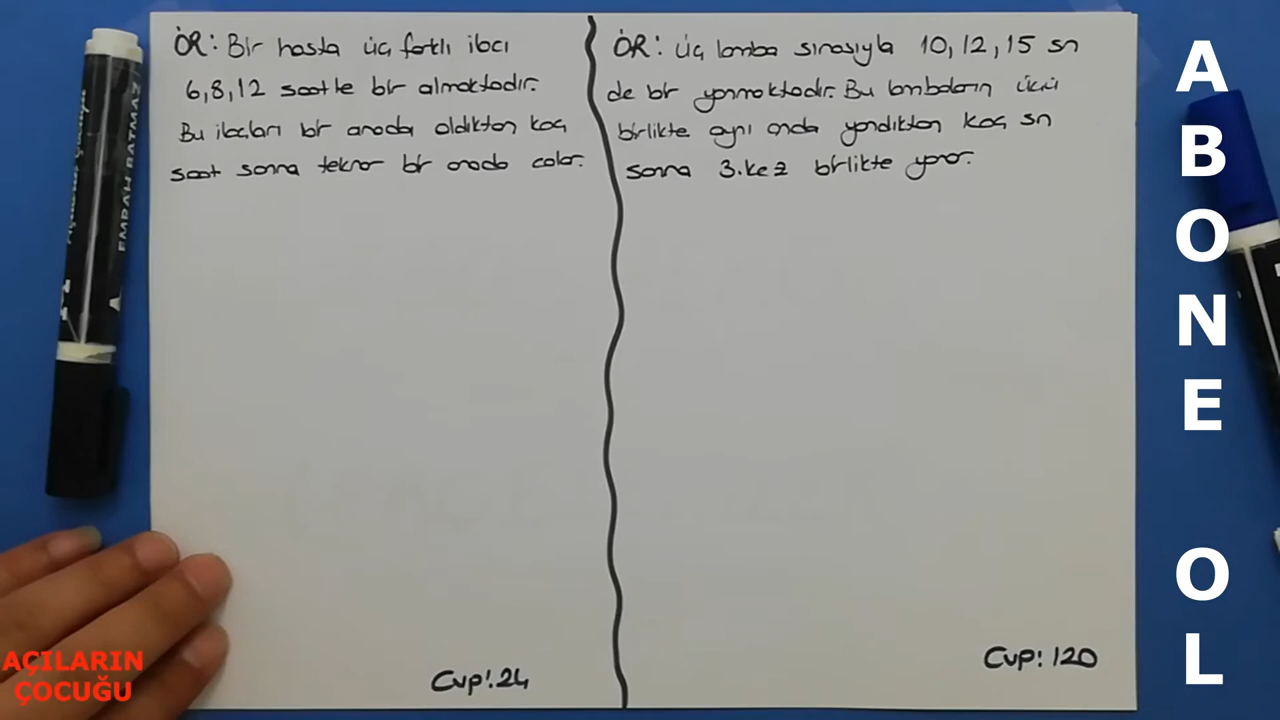 ÖR: Bir hasta üç farklı ilacı
6,8,12 saatte bir almaktadır.
Bu ilaçları bir arada aldıktan kaç
saat sonra tekrar bir arada alır.
Cvp: 24
ÖR: Üç lamba sırasıyla 10, 12, 15 sn
de bir yanmaktadır. Bu lambaların üçü
birlikte aynı anda yandıktan kaç sn
sonra 3.kez birlikte yanar.
Cvp: 120
ABONE OL
AÇILARIN
ÇOCUĞU
EMRAH BATMAZ